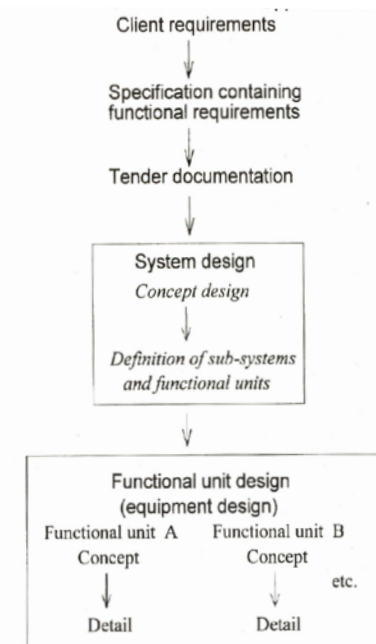 Client requirements
Specification containing
functional requirements
Tender documentation
System design
Concept design
Definition of sub-systems
and functional units
Functional unit design
(equipment design)
Functional unit A Functional unit B
Concept Concept
etc.
Detail Detail